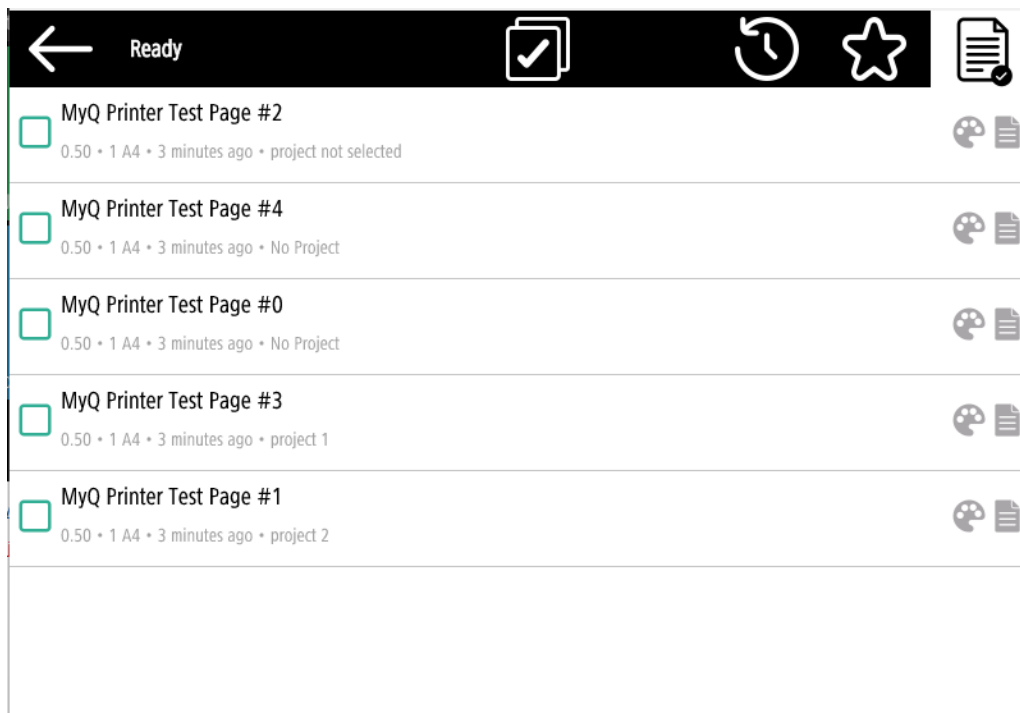 Ready
MyQ Printer Test Page #2
0.50 • 1 A4 • 3 minutes ago • project not selected
MyQ Printer Test Page #4
0.50 • 1 A4 • 3 minutes ago • No Project
MyQ Printer Test Page #0
0.50 • 1 A4 • 3 minutes ago • No Project
MyQ Printer Test Page #3
0.50 • 1 A4 • 3 minutes ago • project 1
MyQ Printer Test Page #1
0.50 • 1 A4 • 3 minutes ago • project 2